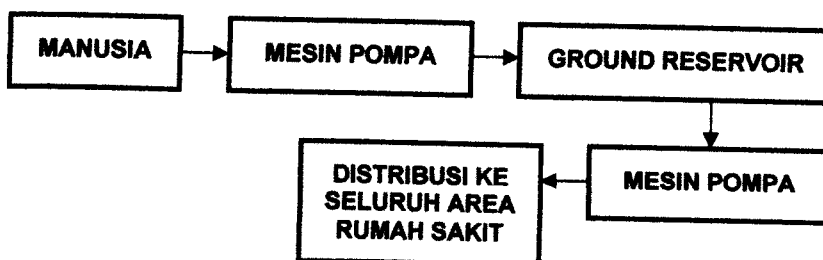 MANUSIA
MESIN POMPA
GROUND RESERVOIR
MESIN POMPA
DISTRIBUSI KE
SELURUH AREA
RUMAH SAKIT